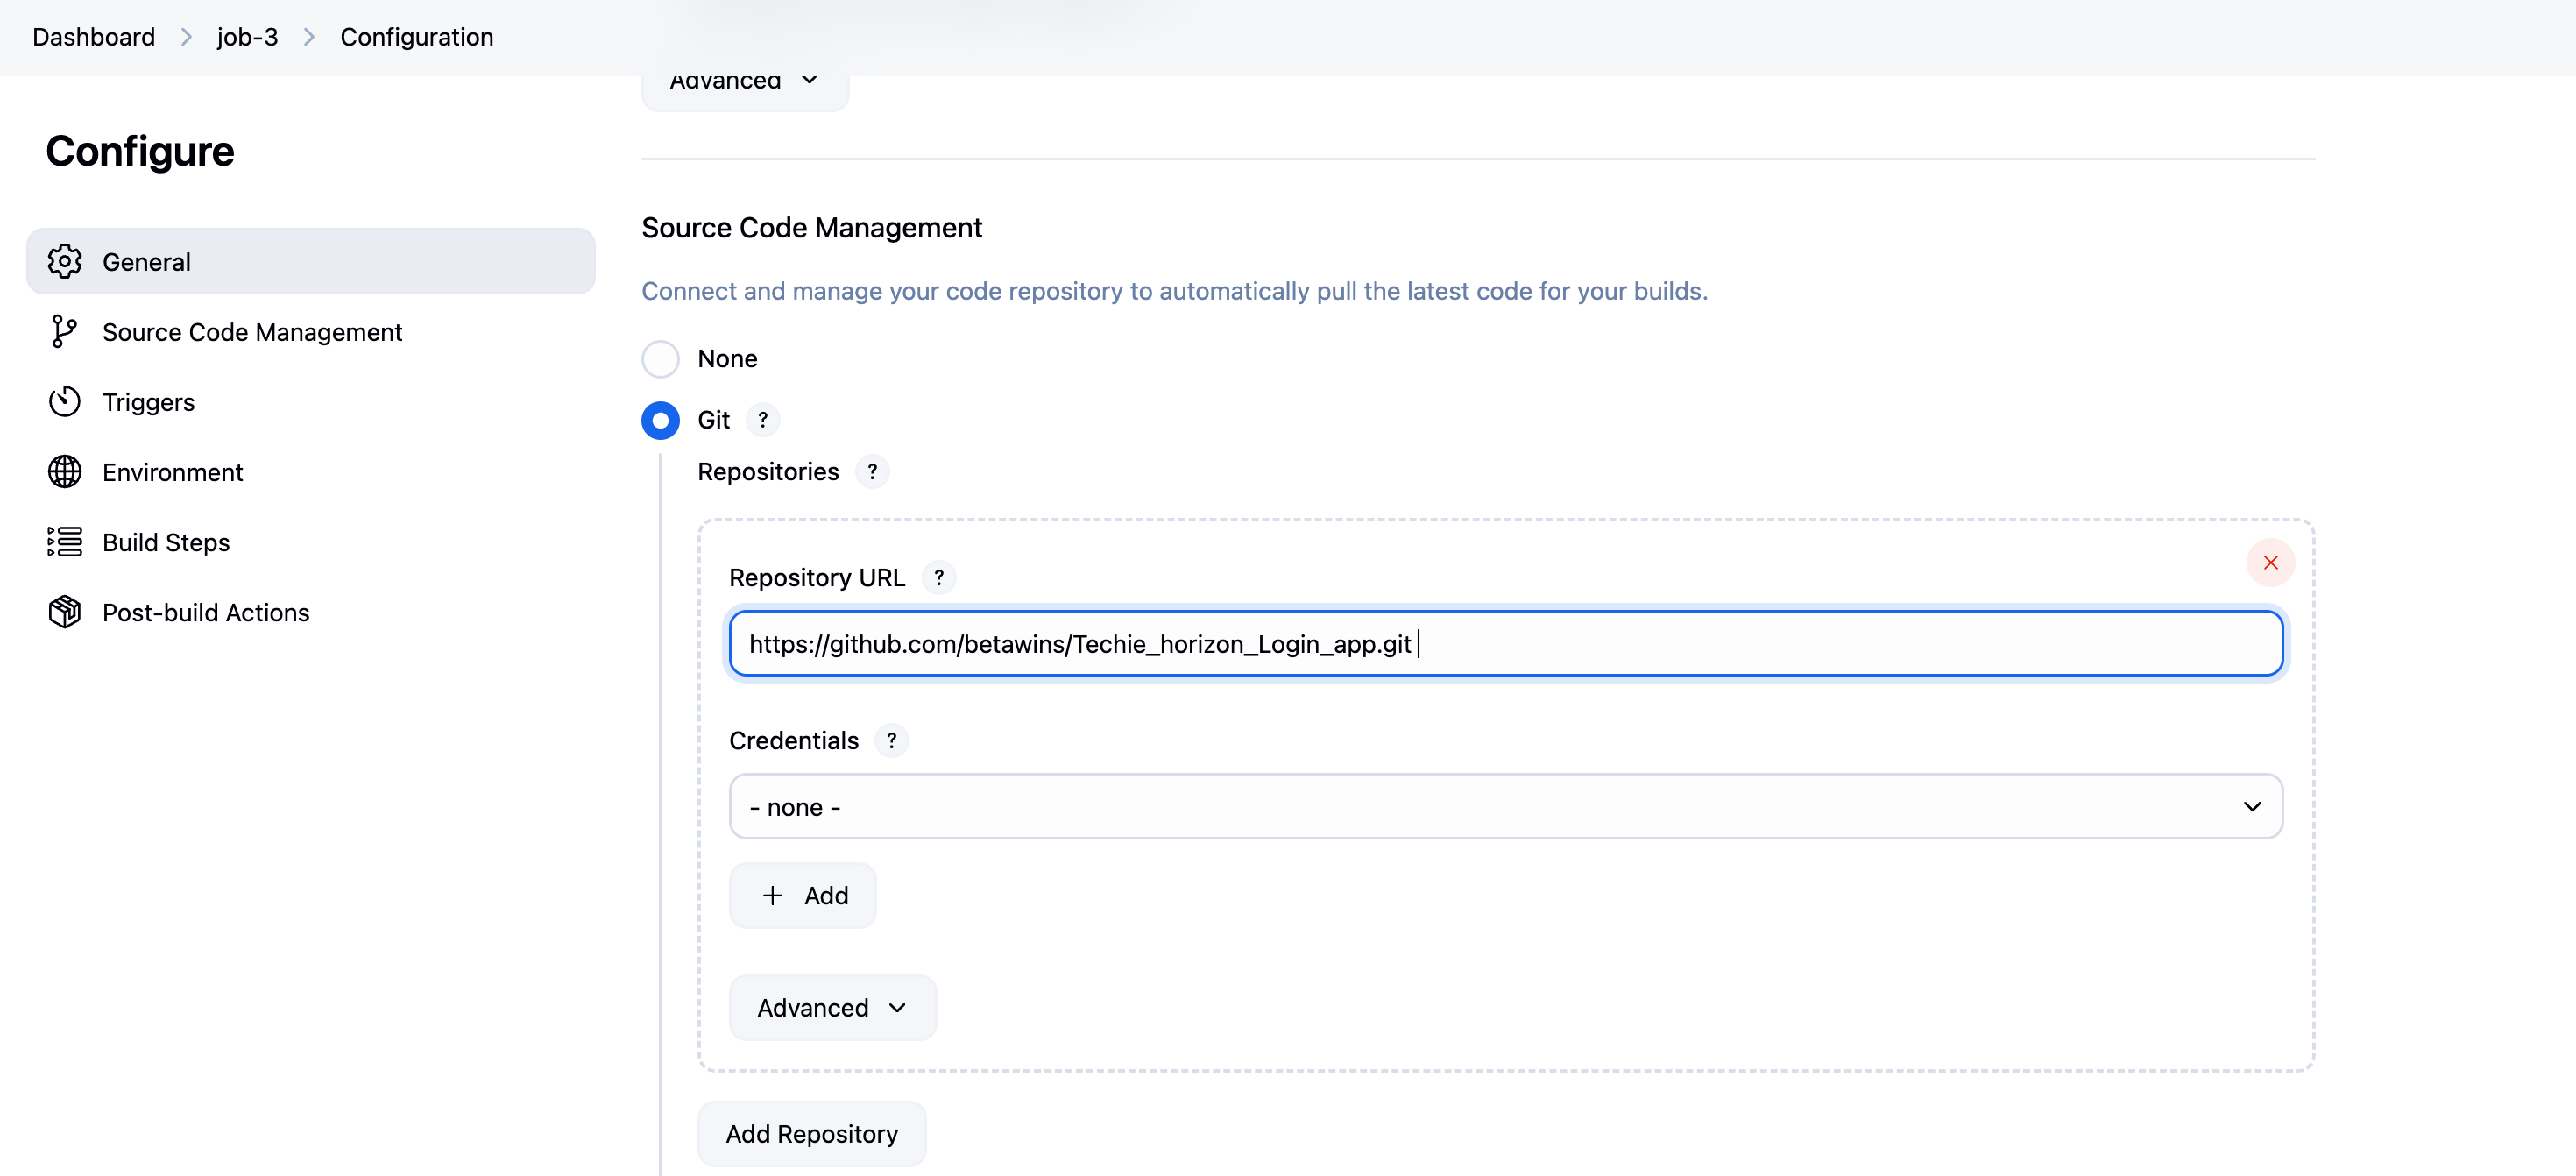 Dashboard > job-3 > Configuration
Advanced
Configure
General
Source Code Management
Triggers
Environment
Build Steps
Post-build Actions
Source Code Management
Connect and manage your code repository to automatically pull the latest code for your builds.
None
Git ?
Repositories ?
Repository URL ?
https://github.com/betawins/Techie_horizon_Login_app.git
Credentials ?
- none -
+ Add
Advanced
Add Repository